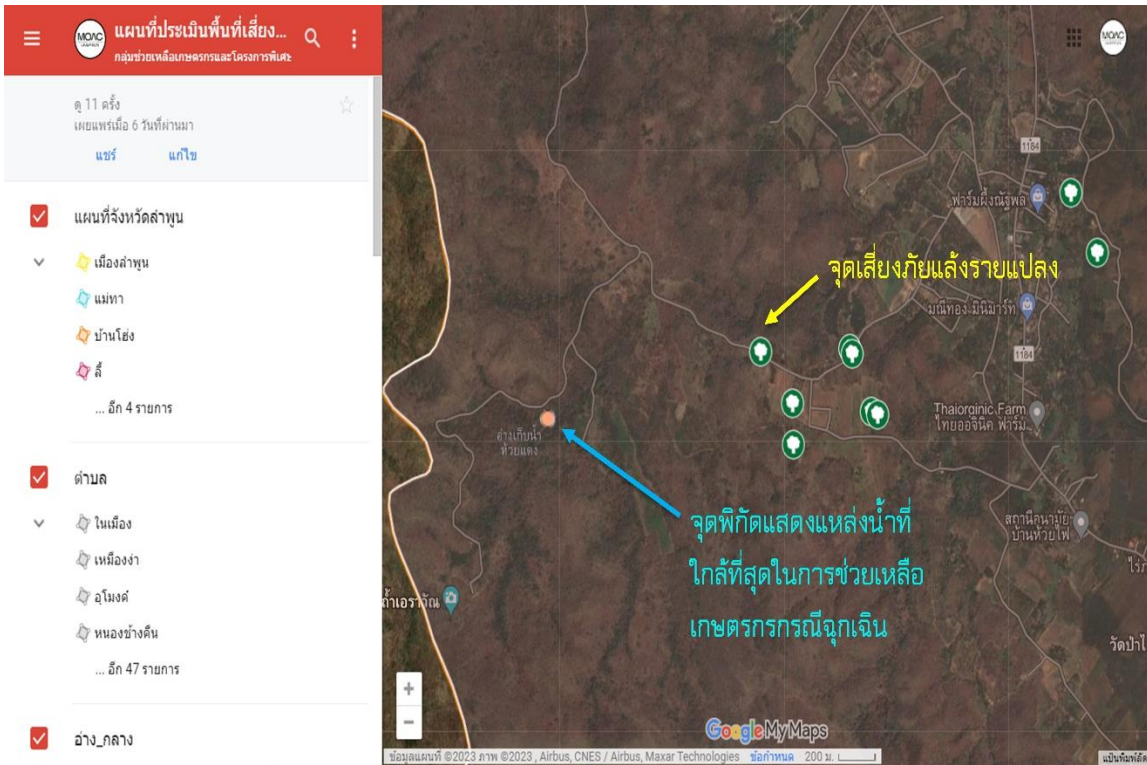 MOAC
แผนที่ประเมินพื้นที่เสี่ยง...
กลุ่มช่วยเหลือเกษตรกรและโครงการพิเศษ
ดู 11 ครั้ง
เผยแพร่เมื่อ 6 วันที่ผ่านมา
แชร์ แก้ไข
แผนที่จังหวัดลำพูน
เมืองลำพูน
แม่ทา
บ้านโฮ่ง
ลี้
... อีก 4 รายการ
ตำบล
ในเมือง
เหมืองง่า
อุโมงค์
หนองช้างคืน
... อีก 47 รายการ
อ่าง_กลาง
MOAC
1184
ฟาร์มผึ้งณัฐพล
จุดเสี่ยงภัยแล้งรายแปลง
มณีทอง มินิมาร์ท
1184
Thaiorginic Farm
ไทยออจินิค ฟาร์ม...
อ่างเก็บน้ำ
ห้วยแดง
จุดพิกัดแสดงแหล่งน้ำที่
ใกล้ที่สุดในการช่วยเหลือ
เกษตรกรกรณีฉุกเฉิน
สถานีอนามัย
บ้านห้วยไฟ
ถ้ำเอราวัณ
วัดป่าไ
Google My Maps
ข้อมูลแผนที่ ©2023 ภาพ ©2023 , Airbus, CNES / Airbus, Maxar Technologies ข้อกำหนด 200 ม.
แป้นพิมพ์ลัด